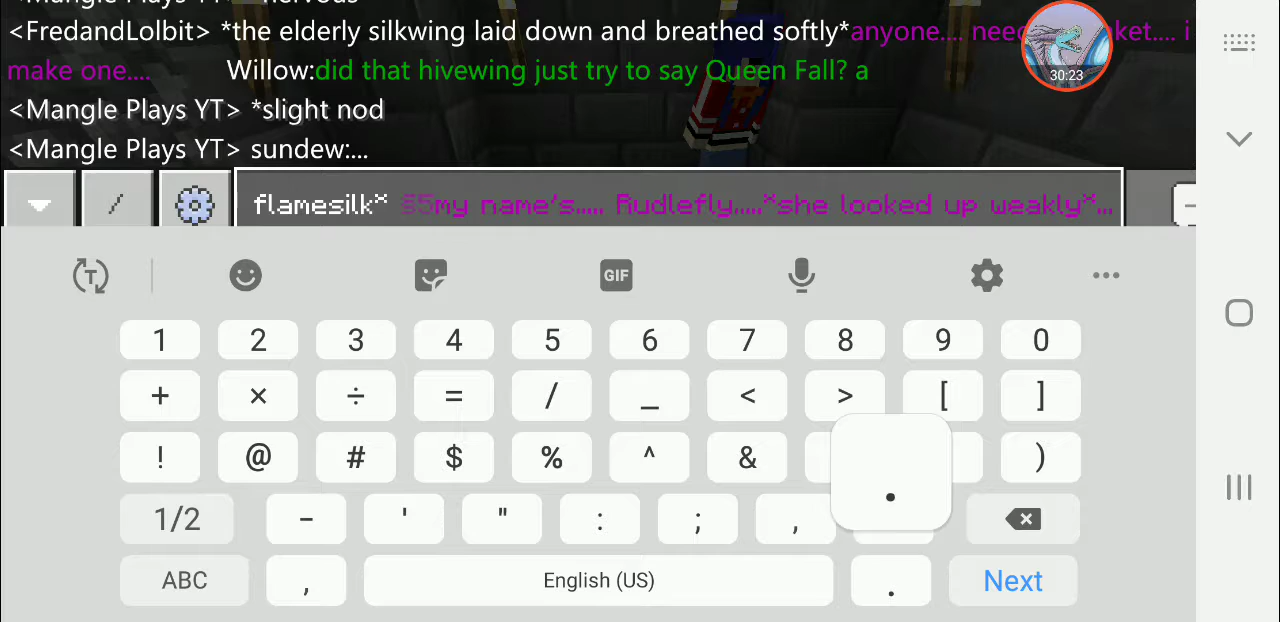 <FredandLolbit> *the elderly silkwing laid down and breathed softly*anyone.... ket.... i
make one.... Willow:did that hivewing just try to say Queen Fall? a
<Mangle Plays YT> *slight nod
<Mangle Plays YT> sundew:...
30:23
/ flamesilk* §5my name's..... Rudlefly.....*she looked up weakly*...
T GIF
1 2 3 4 5 6 7 8 9 0
+ × ÷ = / _ < > [ ]
! @ # $ % ^ & )
1/2 - ' " : ; , .
ABC , English (US) . Next